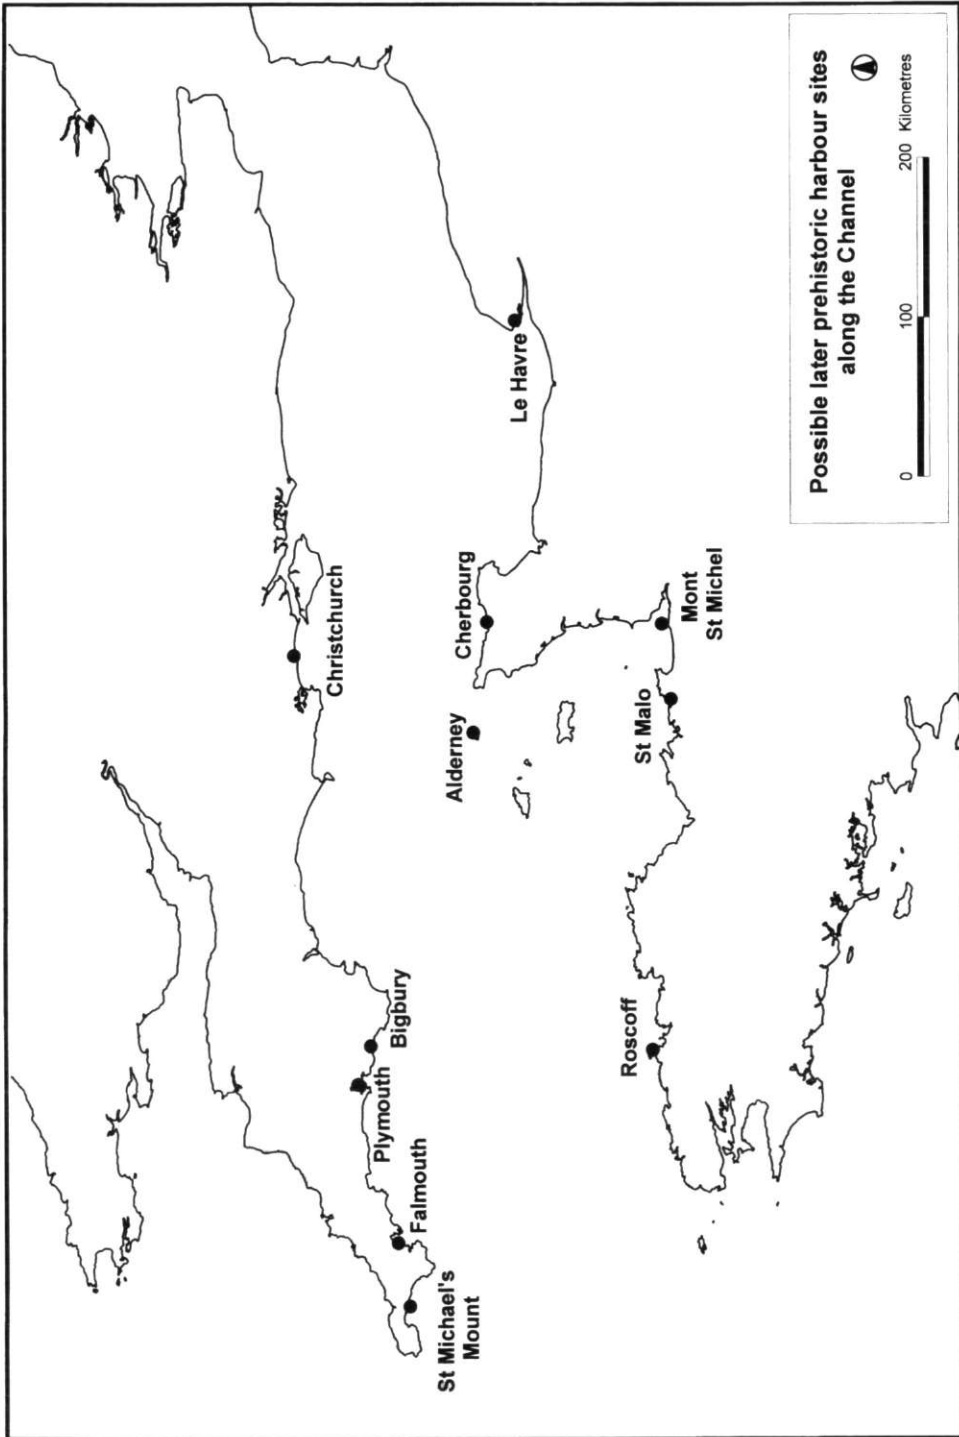 Possible later prehistoric harbour sites
along the Channel
0
100
200 Kilometres
Christchurch
Le Havre
Cherbourg
Alderney
Mont
St Michel
St Malo
Bigbury
Plymouth
Falmouth
St Michael's
Mount
Roscoff